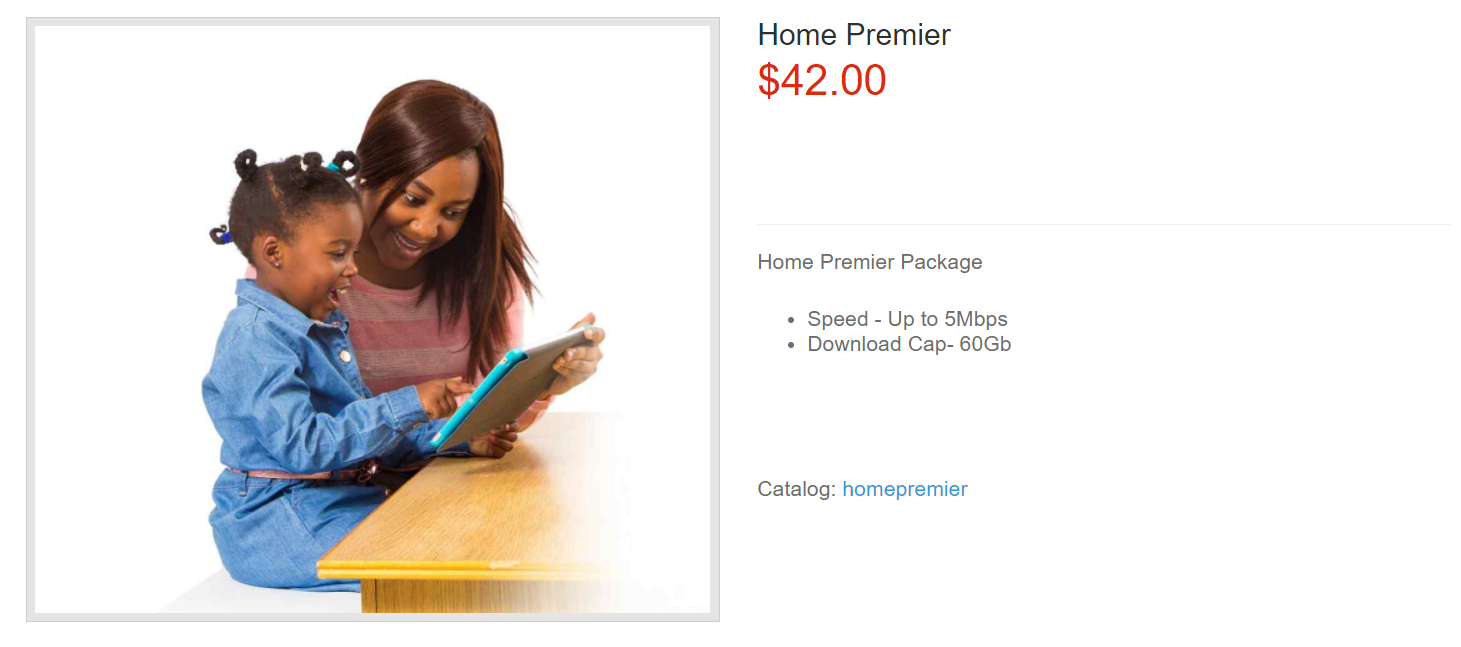 Home Premier
$42.00
Home Premier Package
Speed - Up to 5Mbps
Download Cap- 60Gb
Catalog: homepremier